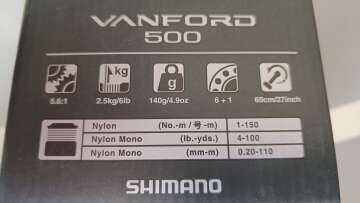 VANFORD
500
kg
g
5.6:1 2.5kg/6lb 140g/4.9oz 6 + 1 69cm/27inch
Nylon (No.-m / 号 -m) 1-150
Nylon Mono (lb.-yds.) 4-100
Nylon Mono (mm-m) 0.20-110
SHIMANO